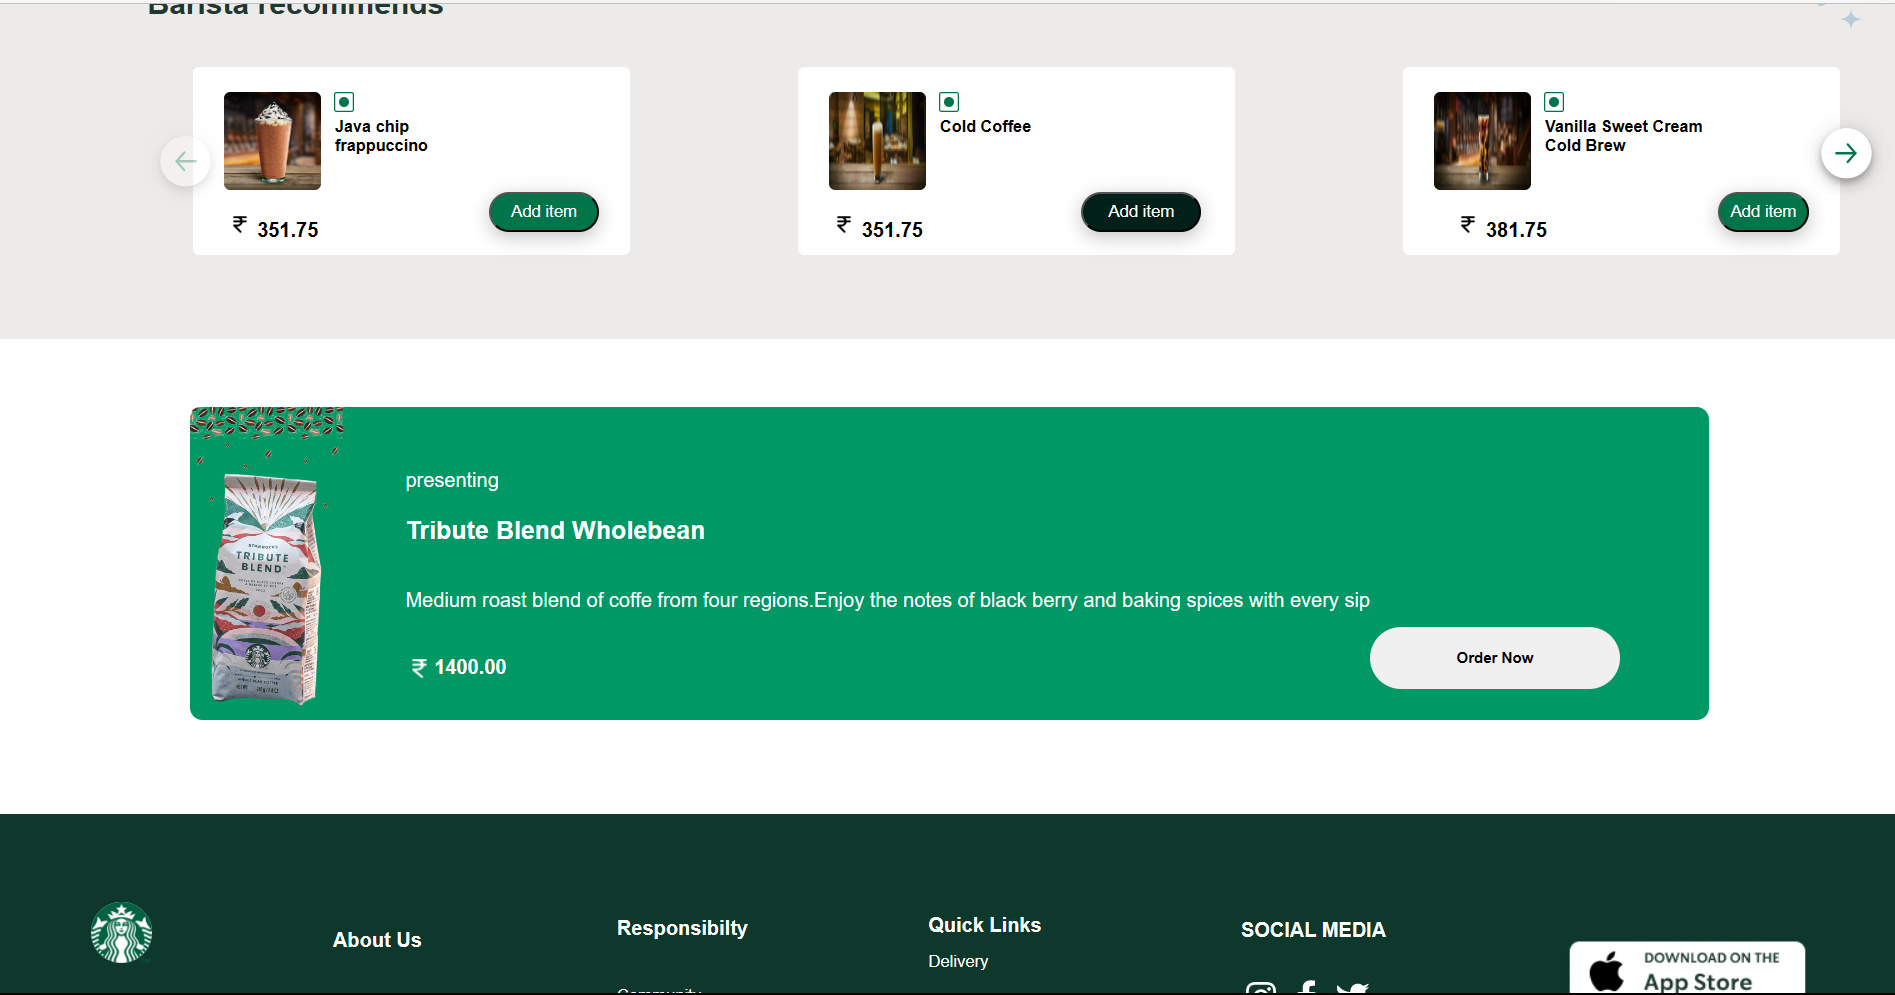 Barista recommends
Java chip
frappuccino
₹ 351.75
Add item
Cold Coffee
₹ 351.75
Add item
Vanilla Sweet Cream
Cold Brew
₹ 381.75
Add item
presenting
Tribute Blend Wholebean
Medium roast blend of coffe from four regions.Enjoy the notes of black berry and baking spices with every sip
₹ 1400.00
Order Now
STARBUCKS
TRIBUTE
BLEND
About Us
Responsibilty
Community
Quick Links
Delivery
SOCIAL MEDIA
DOWNLOAD ON THE
App Store